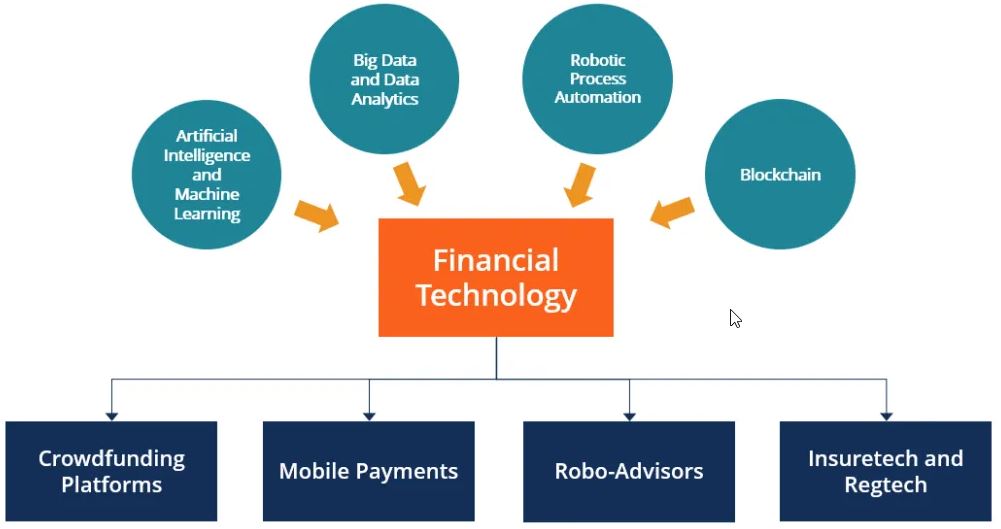 Big Data
and Data
Analytics
Robotic
Process
Automation
Artificial
Intelligence
and
Machine
Learning
Blockchain
Financial
Technology
Crowdfunding
Platforms
Mobile Payments
Robo-Advisors
Insuretech and
Regtech